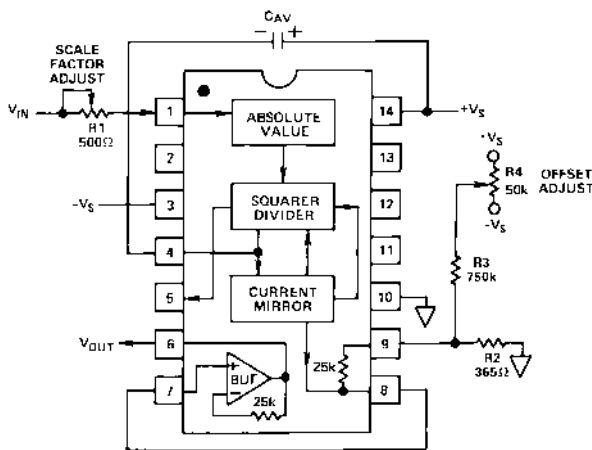 CAV
− +
SCALE
FACTOR
ADJUST
VIN
R1
500Ω
1
ABSOLUTE
VALUE
14
+VS
2
13
-VS
R4
50k
OFFSET
ADJUST
-VS
-VS
3
SQUARER
DIVIDER
12
4
11
R3
750k
5
CURRENT
MIRROR
10
VOUT
6
9
25k
R2
365Ω
7
+
BUF
−
25k
8